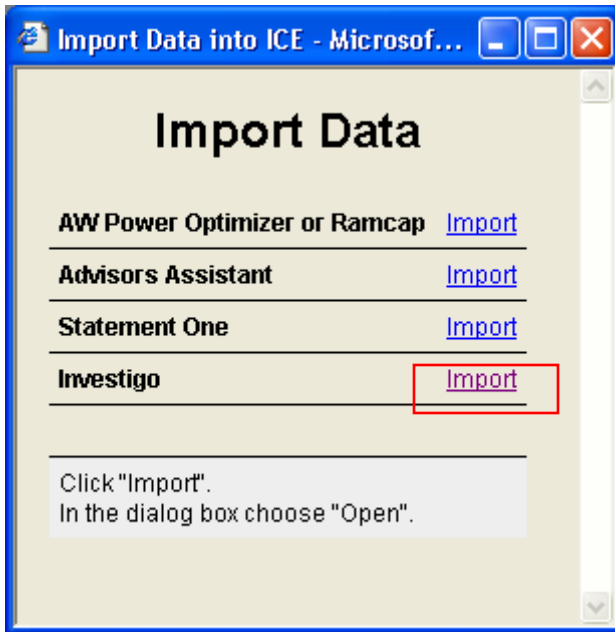 Import Data into ICE - Microsof...
Import Data
AW Power Optimizer or Ramcap Import
Advisors Assistant Import
Statement One Import
Investigo Import
Click "Import".
In the dialog box choose "Open".